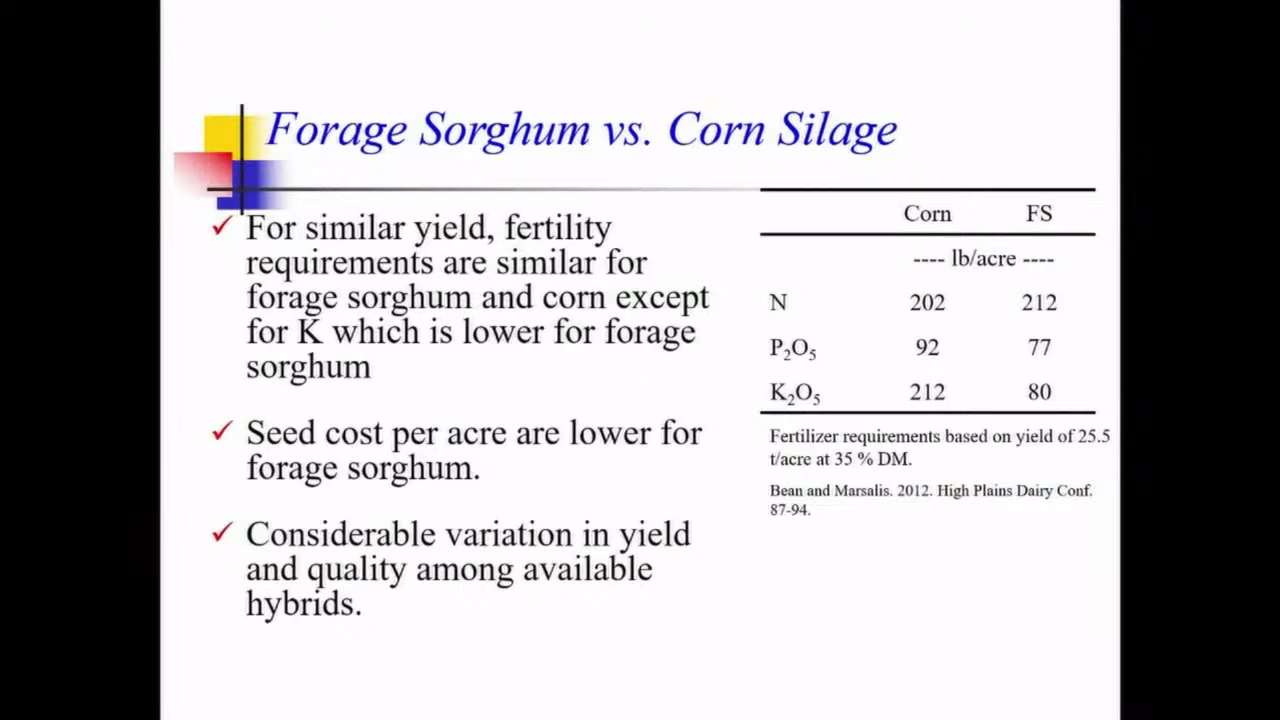 Forage Sorghum vs. Corn Silage
For similar yield, fertility
requirements are similar for
forage sorghum and corn except
for K which is lower for forage
sorghum
Seed cost per acre are lower for
forage sorghum.
Considerable variation in yield
and quality among available
hybrids.
Corn FS
---- lb/acre ----
N 202 212
P₂O₅ 92 77
K₂O₅ 212 80
Fertilizer requirements based on yield of 25.5
t/acre at 35 % DM.
Bean and Marsalis. 2012. High Plains Dairy Conf.
87-94.